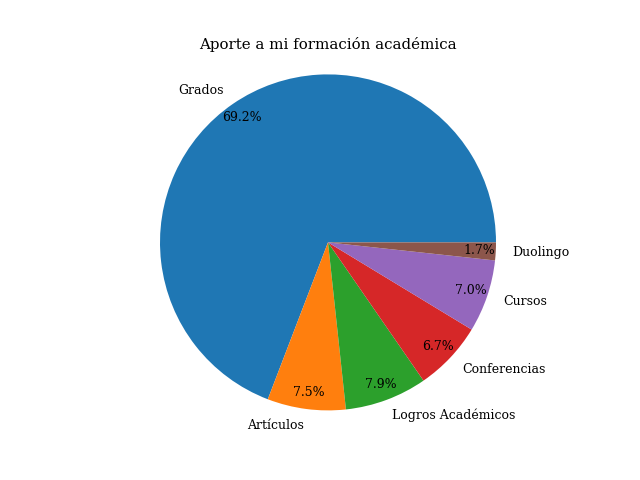 Aporte a mi formación académica
Grados
69.2%
1.7%
Duolingo
7.0%
Cursos
6.7%
Conferencias
7.9%
Logros Académicos
7.5%
Artículos